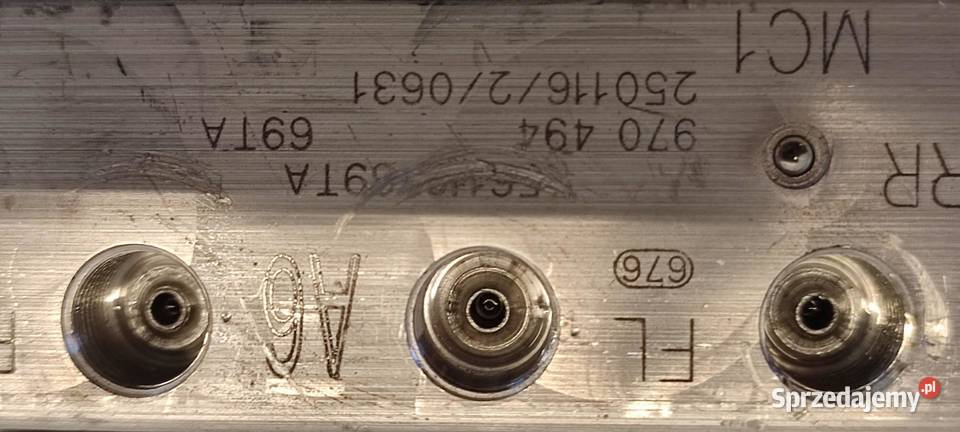 FL
676
RR
970 494 69TA
250116/2/0631
MC1
Sprzedajemy.pl